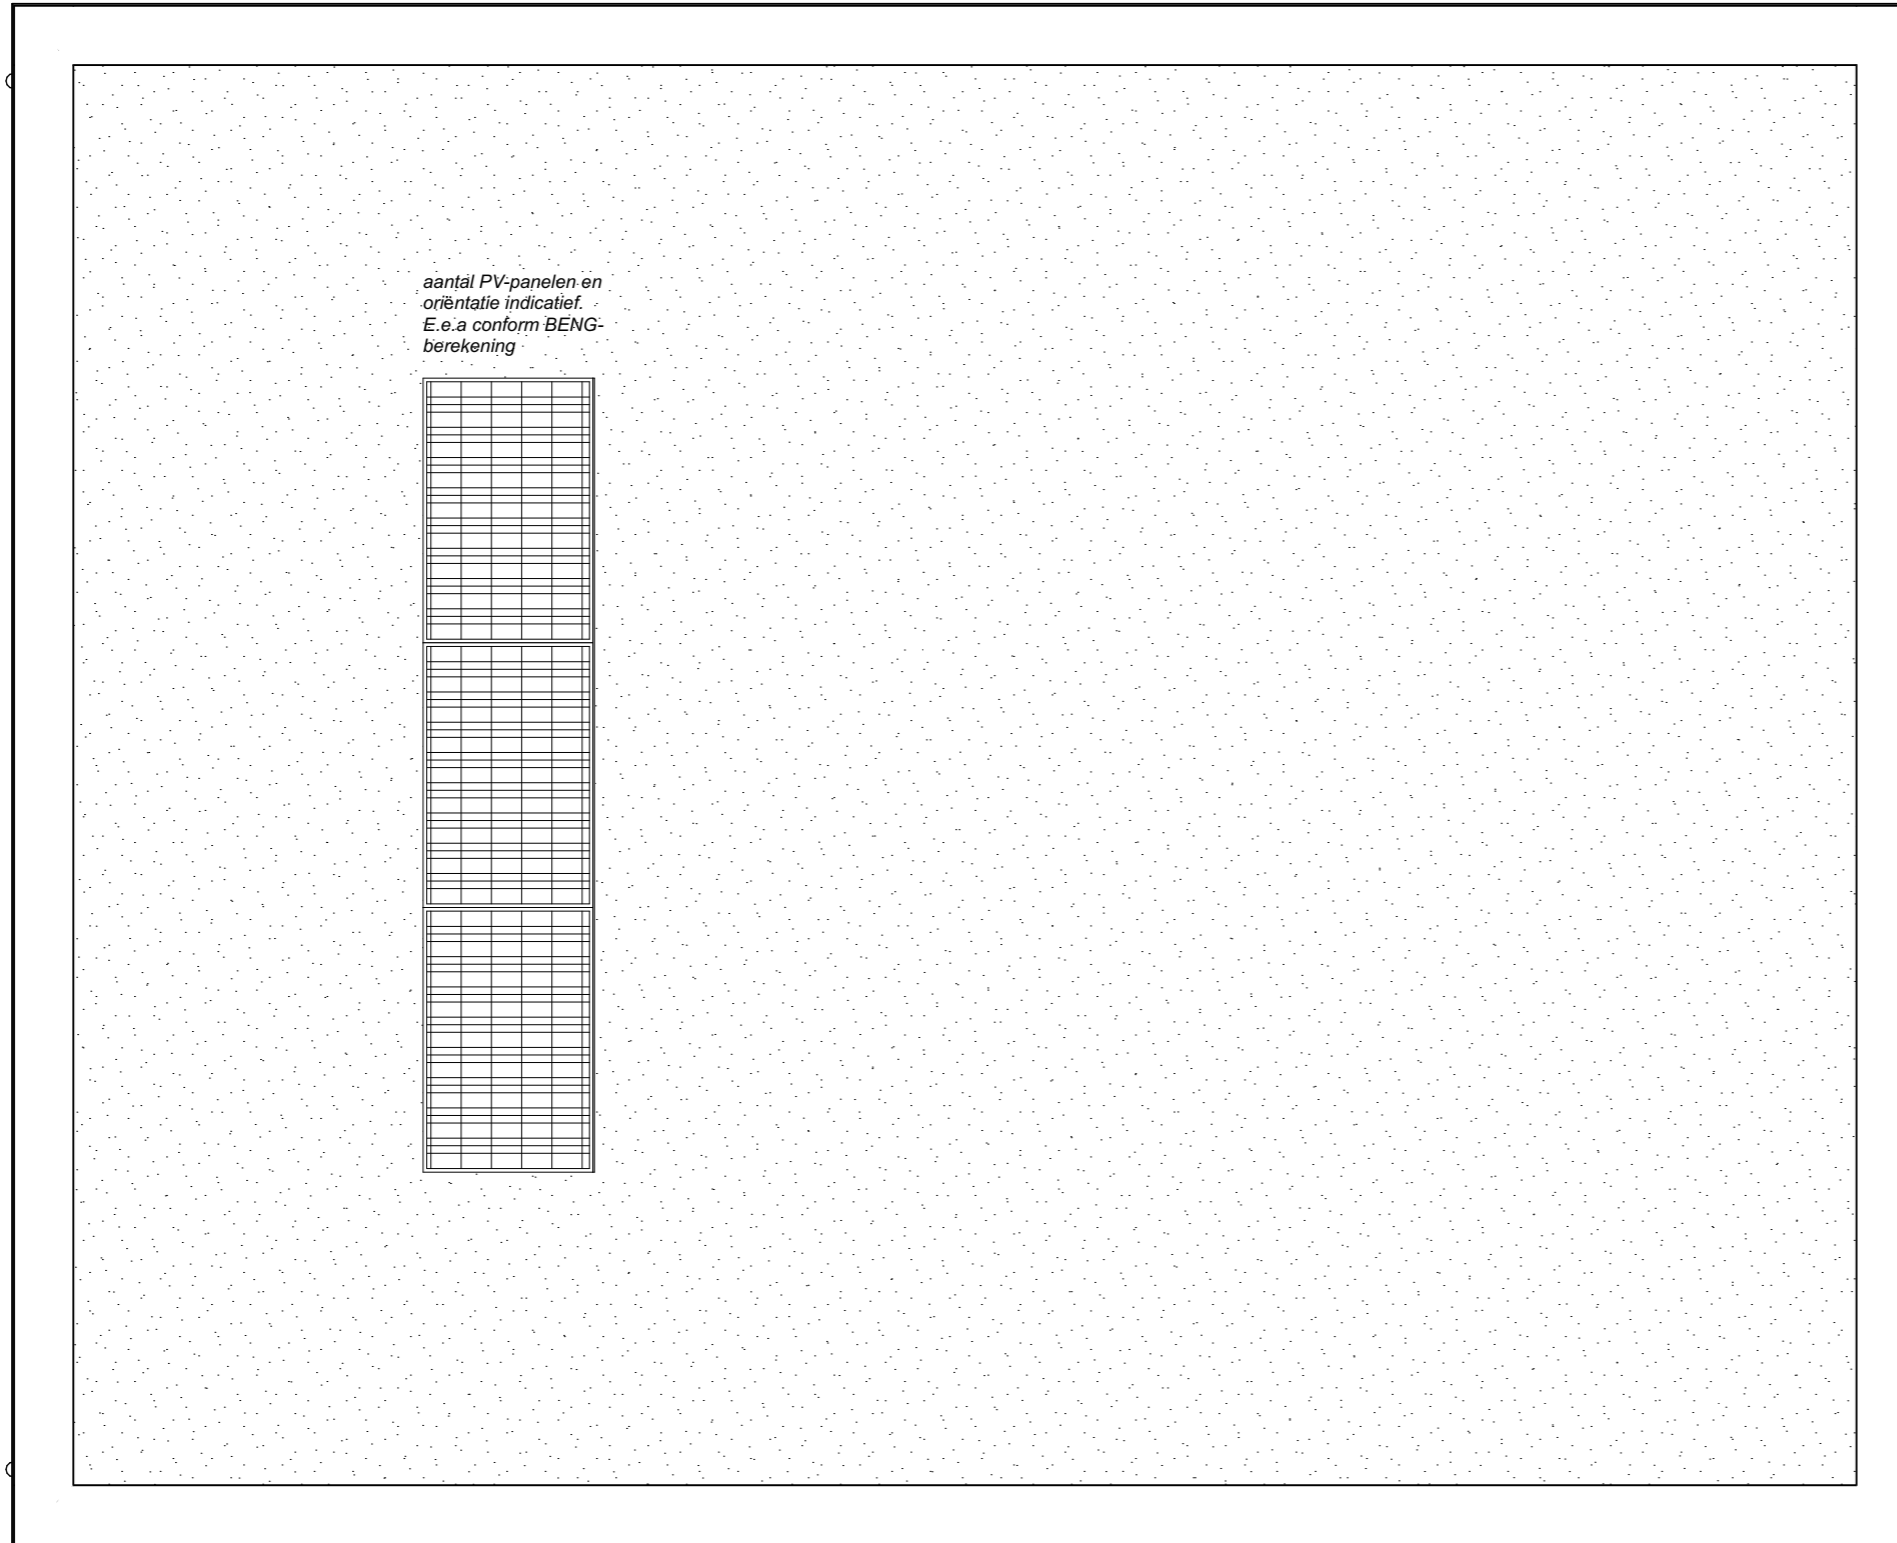 aantal PV-panelen en
oriëntatie indicatief.
E.e.a conform BENG-
berekening